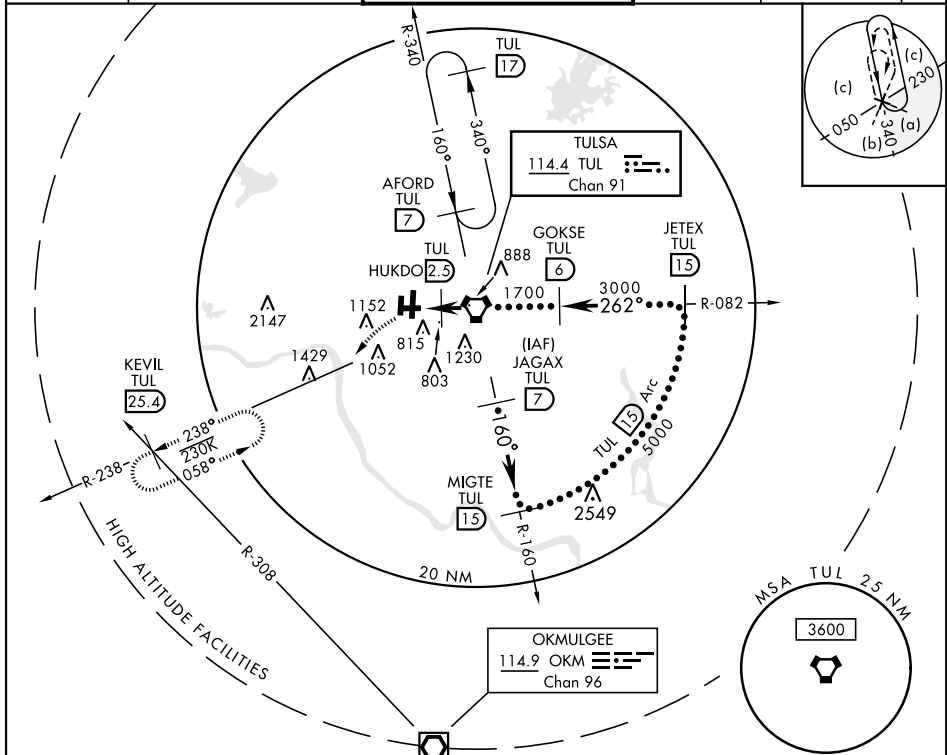 TUL
17
R-340
160°
340°
AFORD
TUL
7
TULSA
114.4 TUL
Chan 91
(c)
(c)
230
050
340
(a)
(b)
TUL
HUKDO 2.5
888
GOKSE
TUL
6
JETEX
TUL
15
1700
3000
262°
R-082
2147
1152
815
1052
803
1230
1429
(IAF)
JAGAX
TUL
7
160°
KEVIL
TUL
25.4
238°
230K
058°
R-238
TUL 15 Arc
5000
MIGTE
TUL
15
2549
R-160
R-308
20 NM
HIGH ALTITUDE FACILITIES
OKMULGEE
114.9 OKM
Chan 96
MSA TUL 25 NM
3600